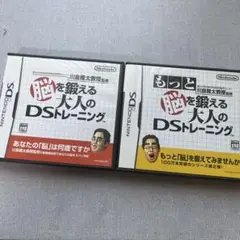 Nintendo
川島隆太教授監修
脳を鍛える
大人の
DSトレーニング
NINTENDO DS
あなたの「脳」は何歳ですか
Nintendo
川島隆太教授監修
もっと
脳を鍛える
大人の
DSトレーニング
NINTENDO DS
もっと「脳」を鍛えてみませんか?